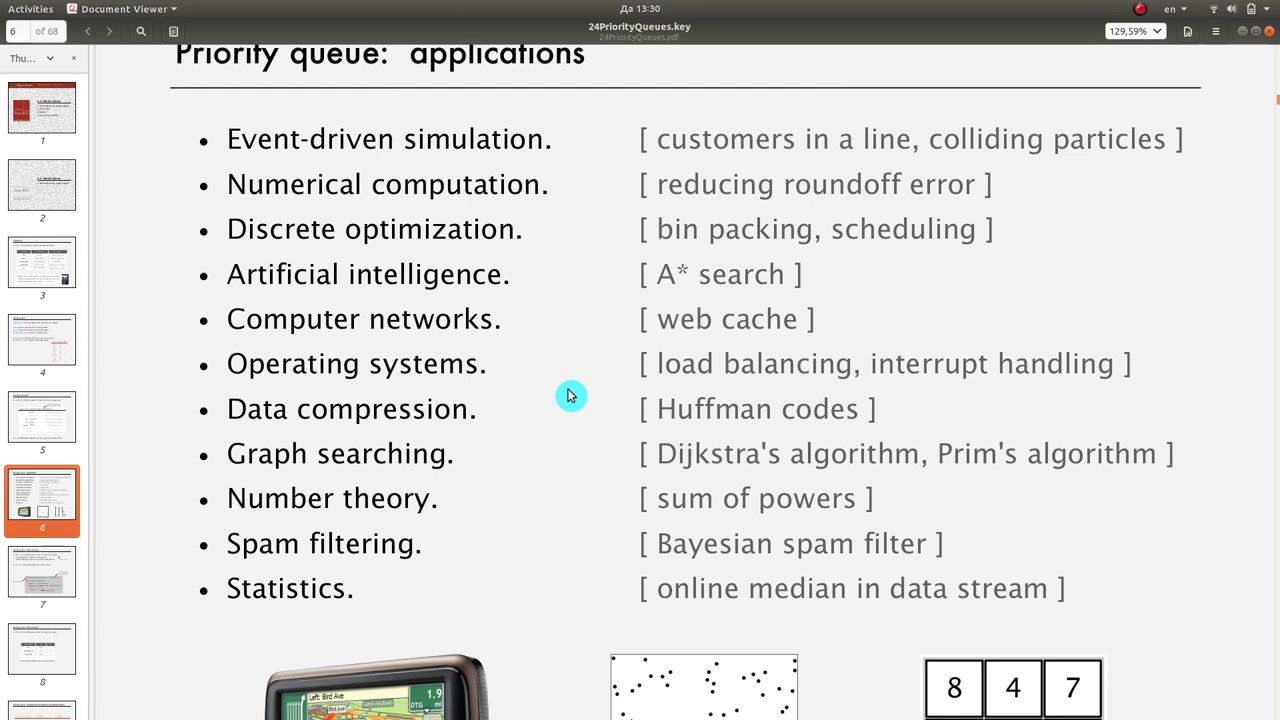 Activities Document Viewer Да 13:30 en
6 of 68 24PriorityQueues.key 129,59%
24PriorityQueues.pdf
Thu...
Priority queue: applications
• Event-driven simulation. [ customers in a line, colliding particles ]
• Numerical computation. [ reducing roundoff error ]
• Discrete optimization. [ bin packing, scheduling ]
• Artificial intelligence. [ A* search ]
• Computer networks. [ web cache ]
• Operating systems. [ load balancing, interrupt handling ]
• Data compression. [ Huffman codes ]
• Graph searching. [ Dijkstra's algorithm, Prim's algorithm ]
• Number theory. [ sum of powers ]
• Spam filtering. [ Bayesian spam filter ]
• Statistics. [ online median in data stream ]
Left: Bird Ave 1.9
DTG mi
Bird Ave
8 4 7
1
2
3
4
5
6
7
8